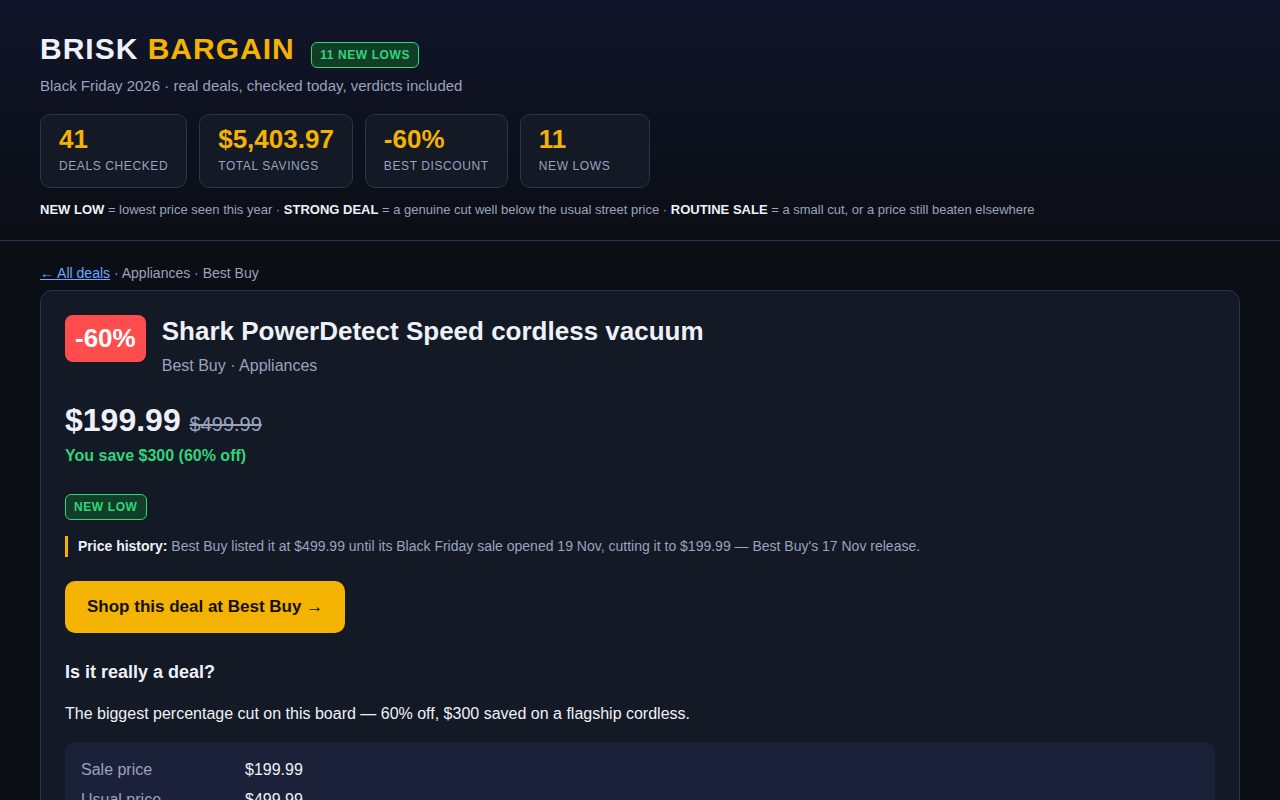 BRISK BARGAIN 11 NEW LOWS
Black Friday 2026 · real deals, checked today, verdicts included
41 $5,403.97 -60% 11
DEALS CHECKED TOTAL SAVINGS BEST DISCOUNT NEW LOWS
NEW LOW = lowest price seen this year · STRONG DEAL = a genuine cut well below the usual street price · ROUTINE SALE = a small cut, or a price still beaten elsewhere
← All deals · Appliances · Best Buy
-60% Shark PowerDetect Speed cordless vacuum
Best Buy · Appliances
$199.99 $499.99
You save $300 (60% off)
NEW LOW
Price history: Best Buy listed it at $499.99 until its Black Friday sale opened 19 Nov, cutting it to $199.99 — Best Buy's 17 Nov release.
Shop this deal at Best Buy →
Is it really a deal?
The biggest percentage cut on this board — 60% off, $300 saved on a flagship cordless.
Sale price $199.99
Usual price $499.99